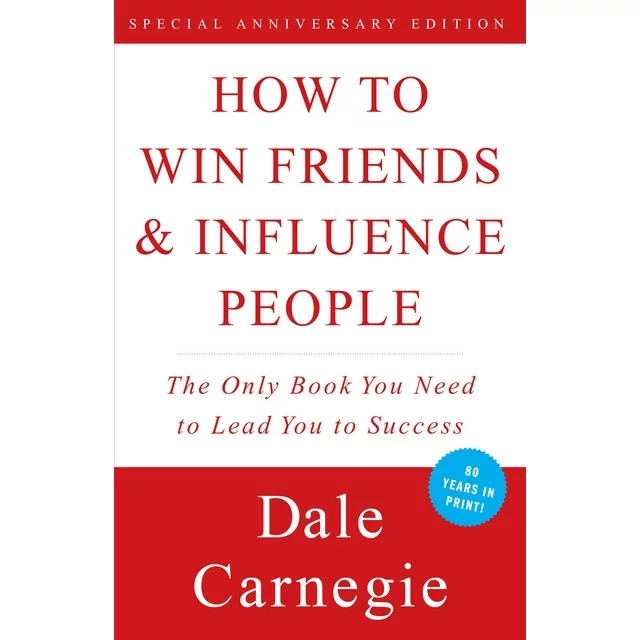 SPECIAL ANNIVERSARY EDITION
HOW TO
WIN FRIENDS
& INFLUENCE
PEOPLE
The Only Book You Need
to Lead You to Success
80
YEARS IN
PRINT!
Dale
Carnegie